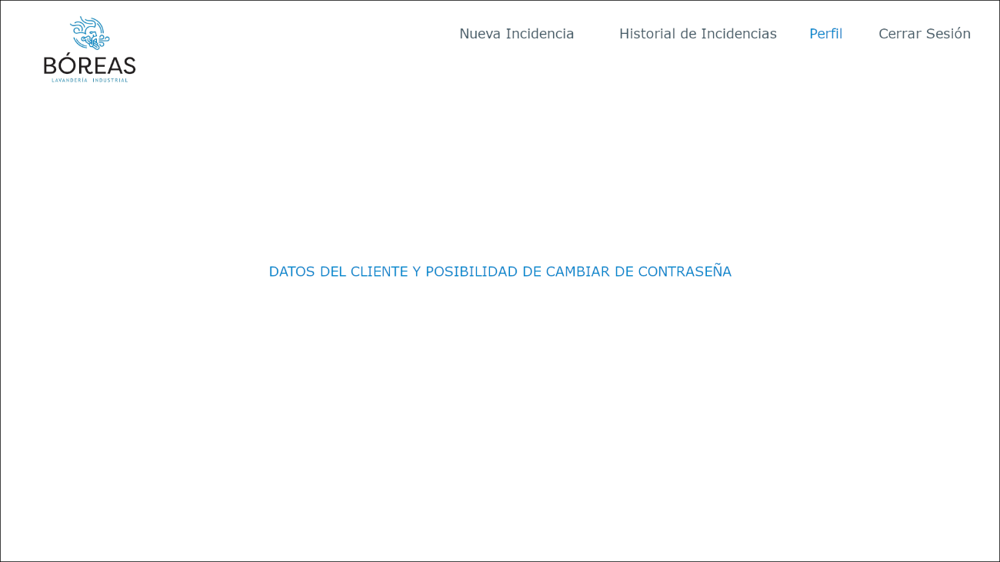 BÓREAS
LAVANDERÍA INDUSTRIAL
Nueva Incidencia
Historial de Incidencias
Perfil
Cerrar Sesión
DATOS DEL CLIENTE Y POSIBILIDAD DE CAMBIAR DE CONTRASEÑA